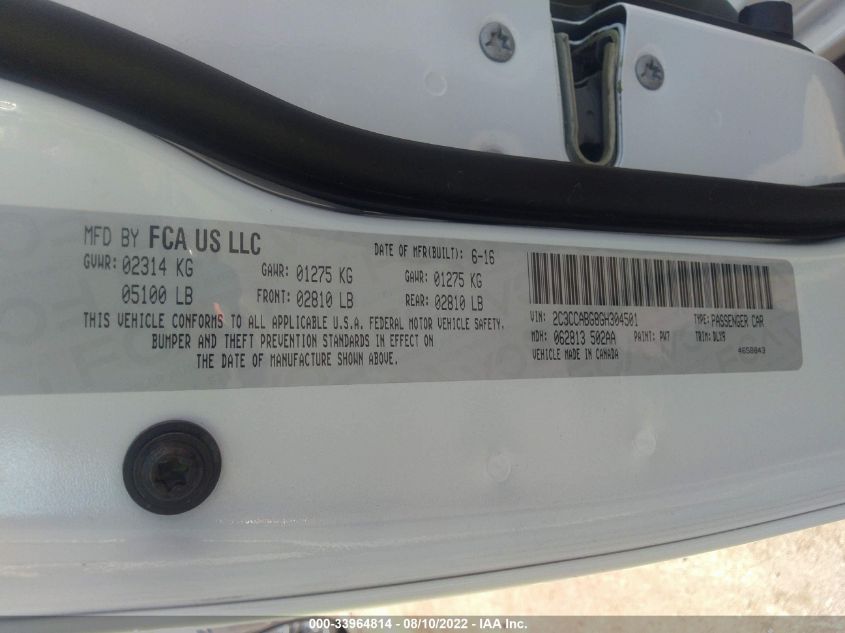 MFD BY FCA US LLC
DATE OF MFR(BUILT): 6-16
GVWR: 02314 KG
GAWR: 01275 KG
GAWR: 01275 KG
05100 LB
FRONT: 02810 LB
REAR: 02810 LB
THIS VEHICLE CONFORMS TO ALL APPLICABLE U.S.A. FEDERAL MOTOR VEHICLE SAFETY,
BUMPER AND THEFT PREVENTION STANDARDS IN EFFECT ON
THE DATE OF MANUFACTURE SHOWN ABOVE.
VIN: 2C3CCABG8GH304501
TYPE: PASSENGER CAR
MDH: 062813 502AA
PAINT: PW7
TRIM: DLX9
VEHICLE MADE IN CANADA
4658843
000-33964814 - 08/10/2022 - IAA Inc.